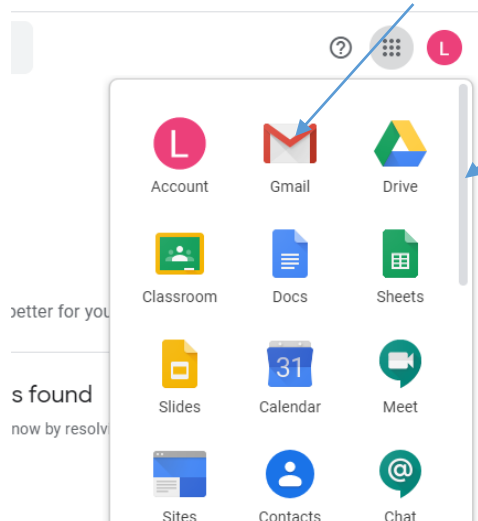 L
L
Account Gmail Drive
Classroom Docs Sheets
better for you
31
s found
Slides Calendar Meet
now by resolv
@
Sites Contacts Chat